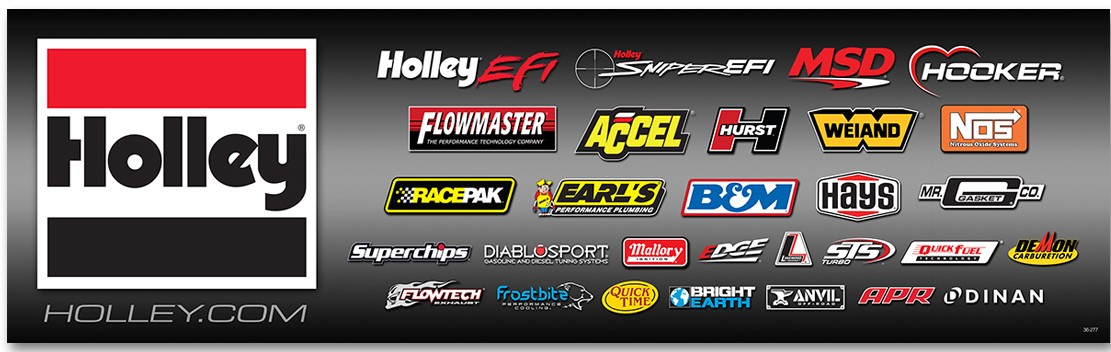 Holley®
HOLLEY.COM
Holley EFI
Holley SNIPER EFI
MSD
HOOKER
FLOWMASTER
THE PERFORMANCE TECHNOLOGY COMPANY
ACCEL
HURST
WEIAND
NOS
Nitrous Oxide Systems
RACEPAK
EARL'S
PERFORMANCE PLUMBING
B&M
HAYS
MR. GASKET CO.
Superchips
DIABLOSPORT
GASOLINE AND DIESEL TUNING SYSTEMS
Mallory
IGNITION
EDGE
L
STS
TURBO
QUICK FUEL
TECHNOLOGY
DEMON
CARBURETION
FLOWTECH
EXHAUST
Frostbite
PERFORMANCE
COOLING
QUICK
TIME
BRIGHT
EARTH
ANVIL
OFF-ROAD
APR
DINAN
36-277